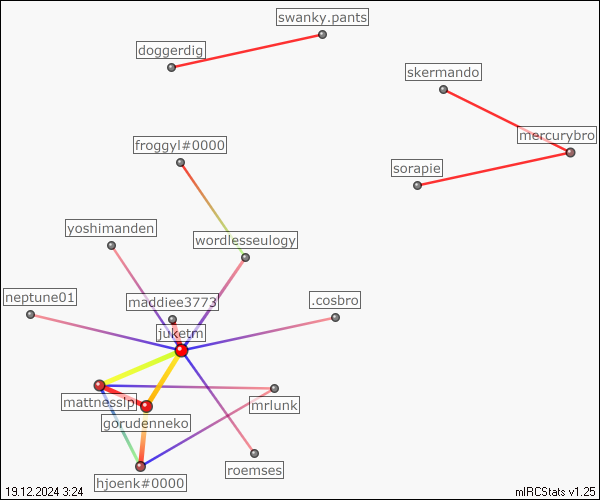 swanky.pants
doggerdig
skermando
mercurybro
froggyl#0000
sorapie
yoshimanden
wordlesseulogy
neptune01
maddiee3773
.cosbro
juketm
mattnesslp
mrlunk
gorudenneko
roemses
hjoenk#0000
19.12.2024 3:24
mIRCStats v1.25